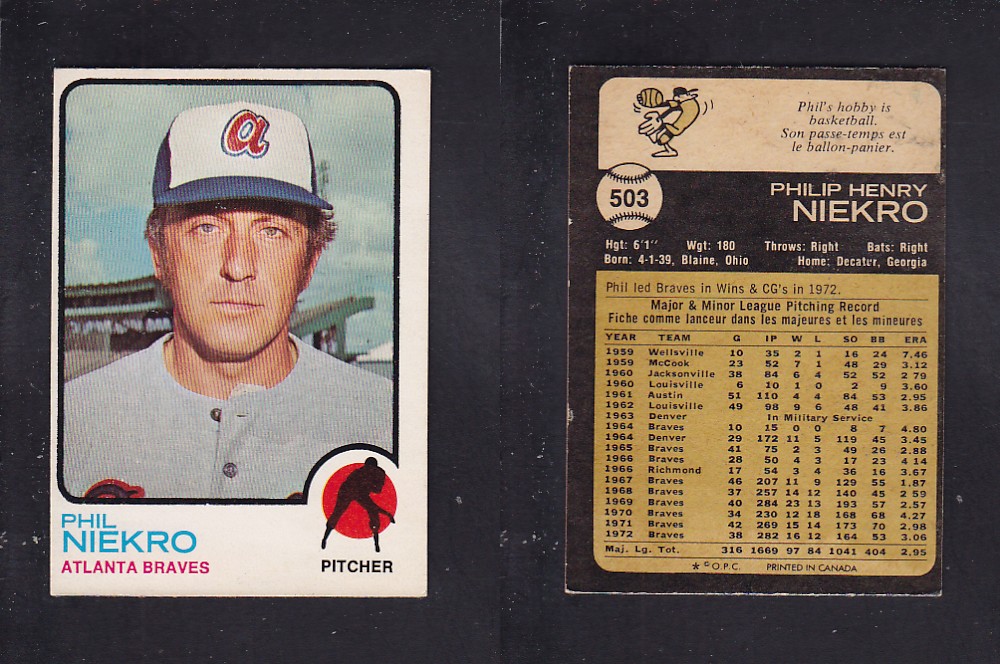 a
PHIL
NIEKRO
ATLANTA BRAVES
PITCHER
Phil's hobby is
basketball.
Son passe-temps est
le ballon-panier.
503
PHILIP HENRY
NIEKRO
Hgt: 6'1" Wgt: 180 Throws: Right Bats: Right
Born: 4-1-39, Blaine, Ohio Home: Decater, Georgia
Phil led Braves in Wins & CG's in 1972.
Major & Minor League Pitching Record
Fiche comme lanceur dans les majeures et les mineures
YEAR TEAM G IP W L SO BB ERA
1959 Wellsville 10 35 2 1 16 24 7.46
1959 McCook 23 52 7 1 48 29 3.12
1960 Jacksonville 38 84 6 4 52 52 2 79
1960 Louisville 6 10 1 0 2 9 3.60
1961 Austin 51 110 4 4 84 53 2.95
1962 Louisville 49 98 9 6 48 41 3.86
1963 Denver In Military Service
1964 Braves 10 15 0 0 8 7 4.80
1964 Denver 29 172 11 5 119 45 3.45
1965 Braves 41 75 2 3 49 26 2.88
1966 Braves 28 50 4 3 17 23 4 14
1966 Richmond 17 54 3 4 36 16 3.67
1967 Braves 46 207 11 9 129 55 1.87
1968 Braves 37 257 14 12 140 45 2 59
1969 Braves 40 284 23 13 193 57 2.57
1970 Braves 34 230 12 18 168 68 4.27
1971 Braves 42 269 15 14 173 70 2.98
1972 Braves 38 282 16 12 164 53 3.06
Maj. Lg. Tot. 316 1669 97 84 1041 404 2.95
* © O.P.C. PRINTED IN CANADA